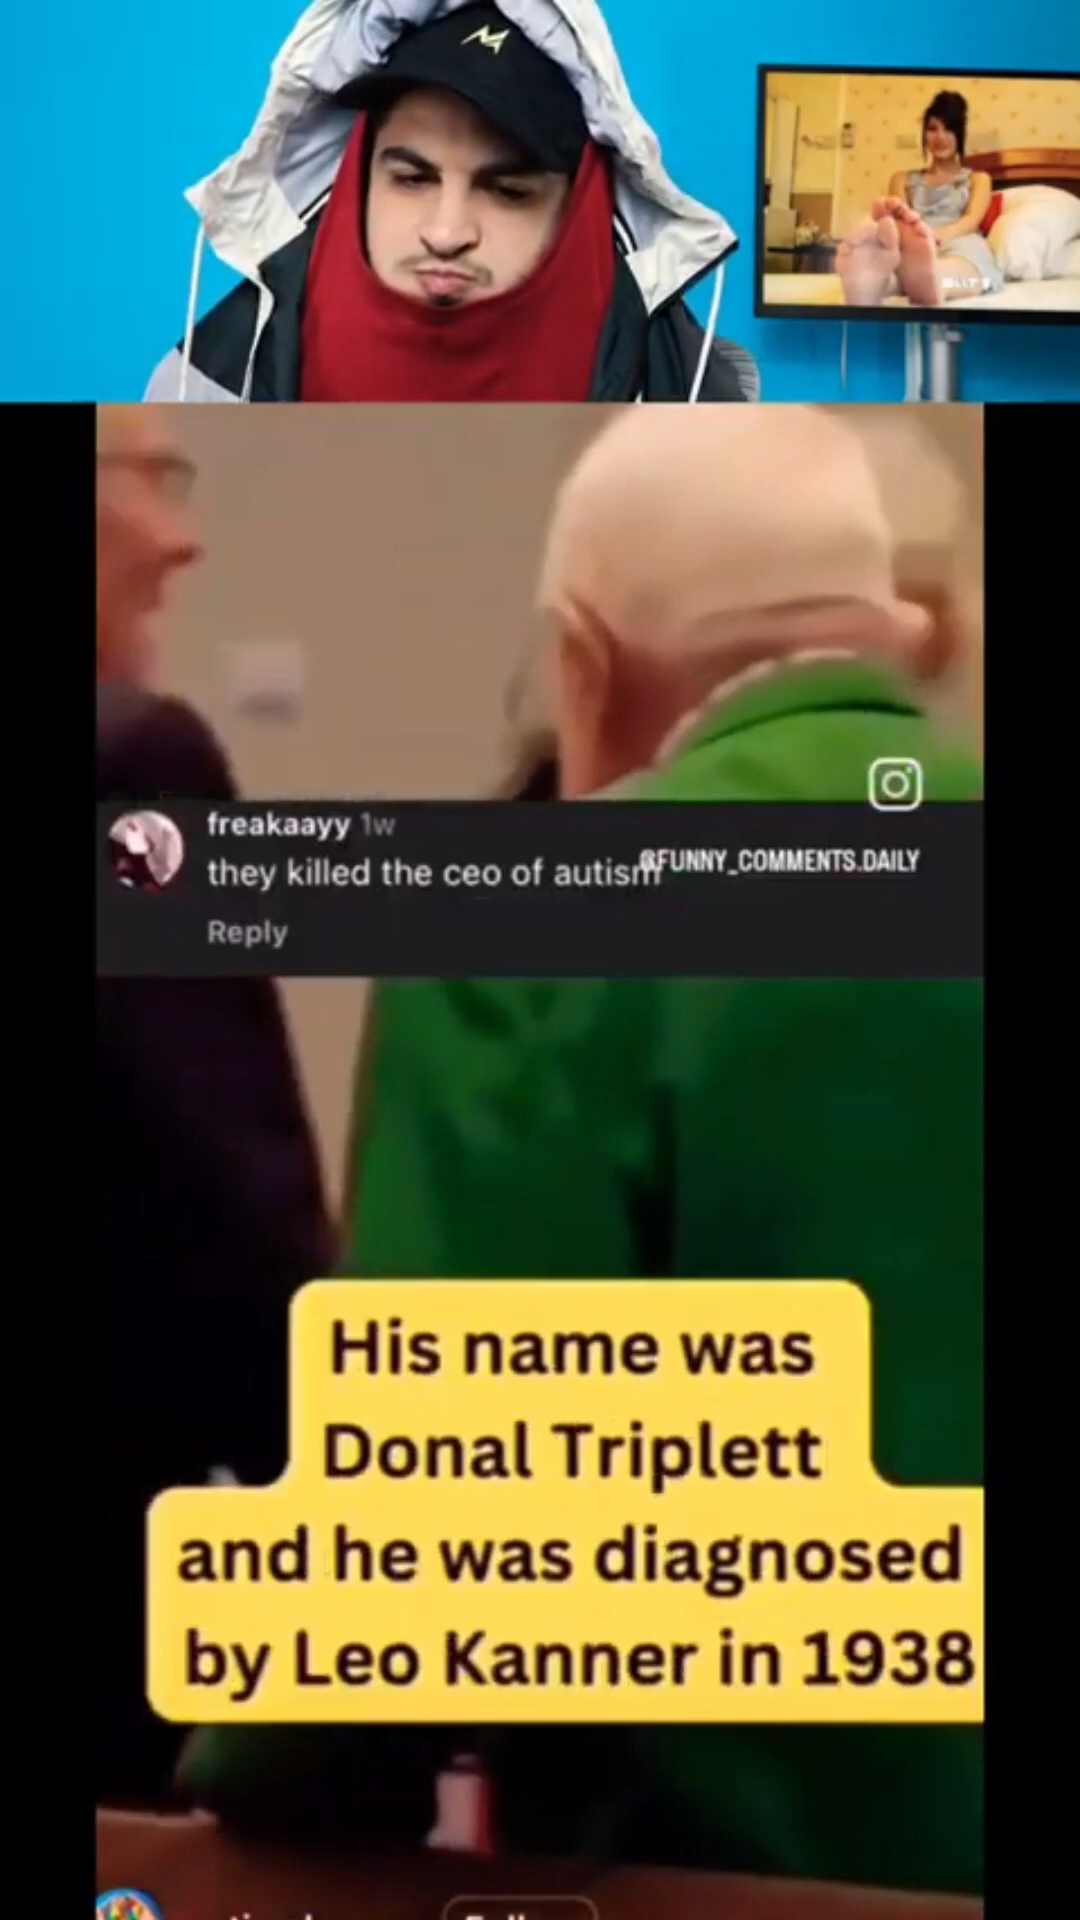 freakaayy 1w
they killed the ceo of autism
@FUNNY_COMMENTS.DAILY
Reply
His name was
Donal Triplett
and he was diagnosed
by Leo Kanner in 1938